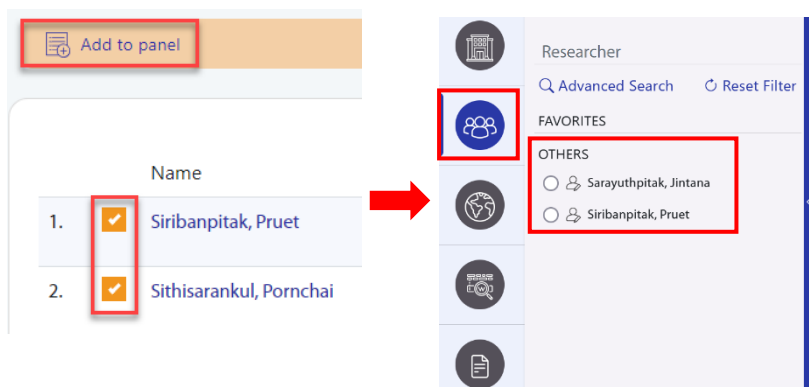 Add to panel
Name
1. Siribanpitak, Pruet
2. Sithisarankul, Pornchai
Researcher
Advanced Search Reset Filter
FAVORITES
OTHERS
Sarayuthpitak, Jintana
Siribanpitak, Pruet